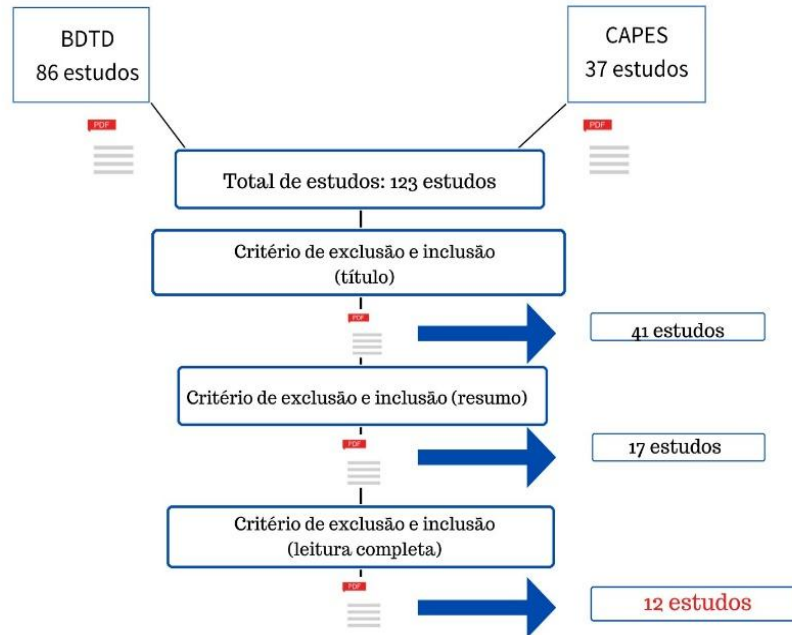 BDTD
86 estudos
CAPES
37 estudos
PDF
PDF
Total de estudos: 123 estudos
Critério de exclusão e inclusão
(título)
PDF
41 estudos
Critério de exclusão e inclusão (resumo)
PDF
17 estudos
Critério de exclusão e inclusão
(leitura completa)
PDF
12 estudos